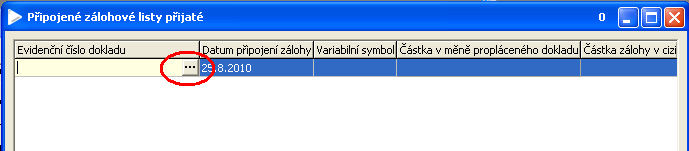 Připojené zálohové listy přijaté 0
Evidenční číslo dokladu Datum připojení zálohy Variabilní symbol Částka v měně propláceného dokladu Částka zálohy v cizi
... 25.8.2010